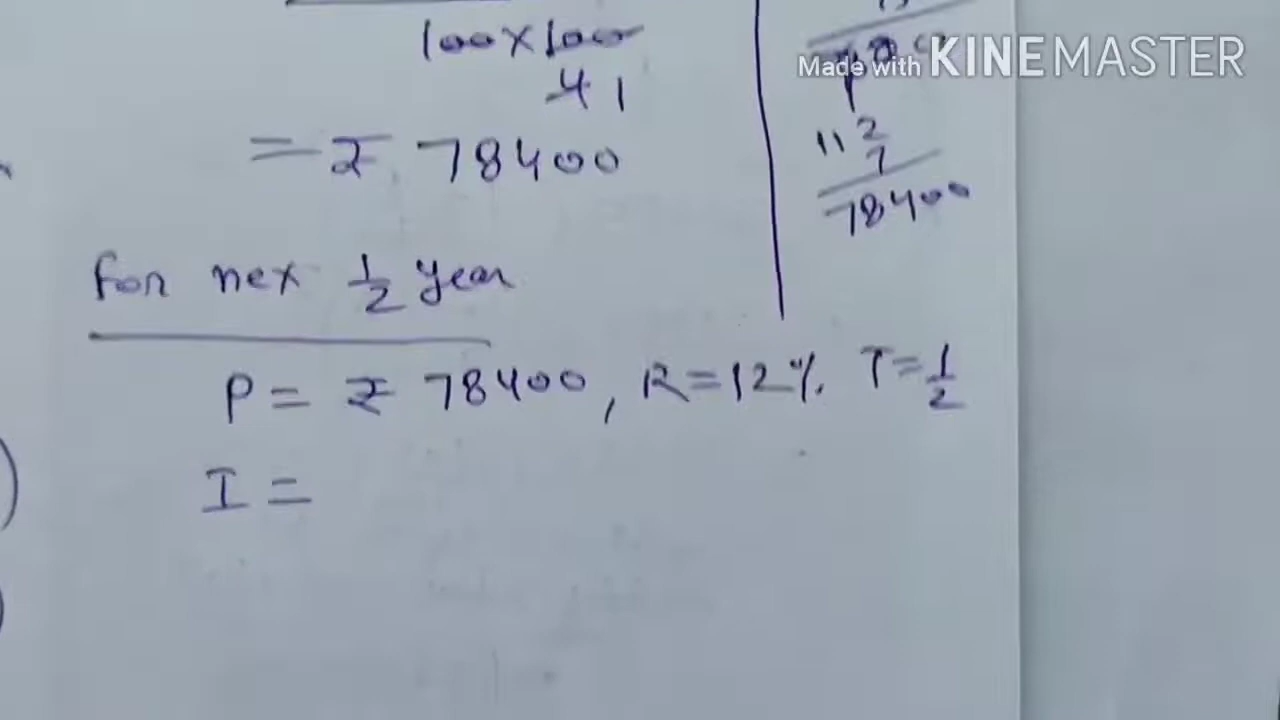 100×100
41
= ₹ 78400
for nex 1/2 year
P = ₹ 78400, R=12% T=1/2
I =
112
7
78400
Made with KINEMASTER